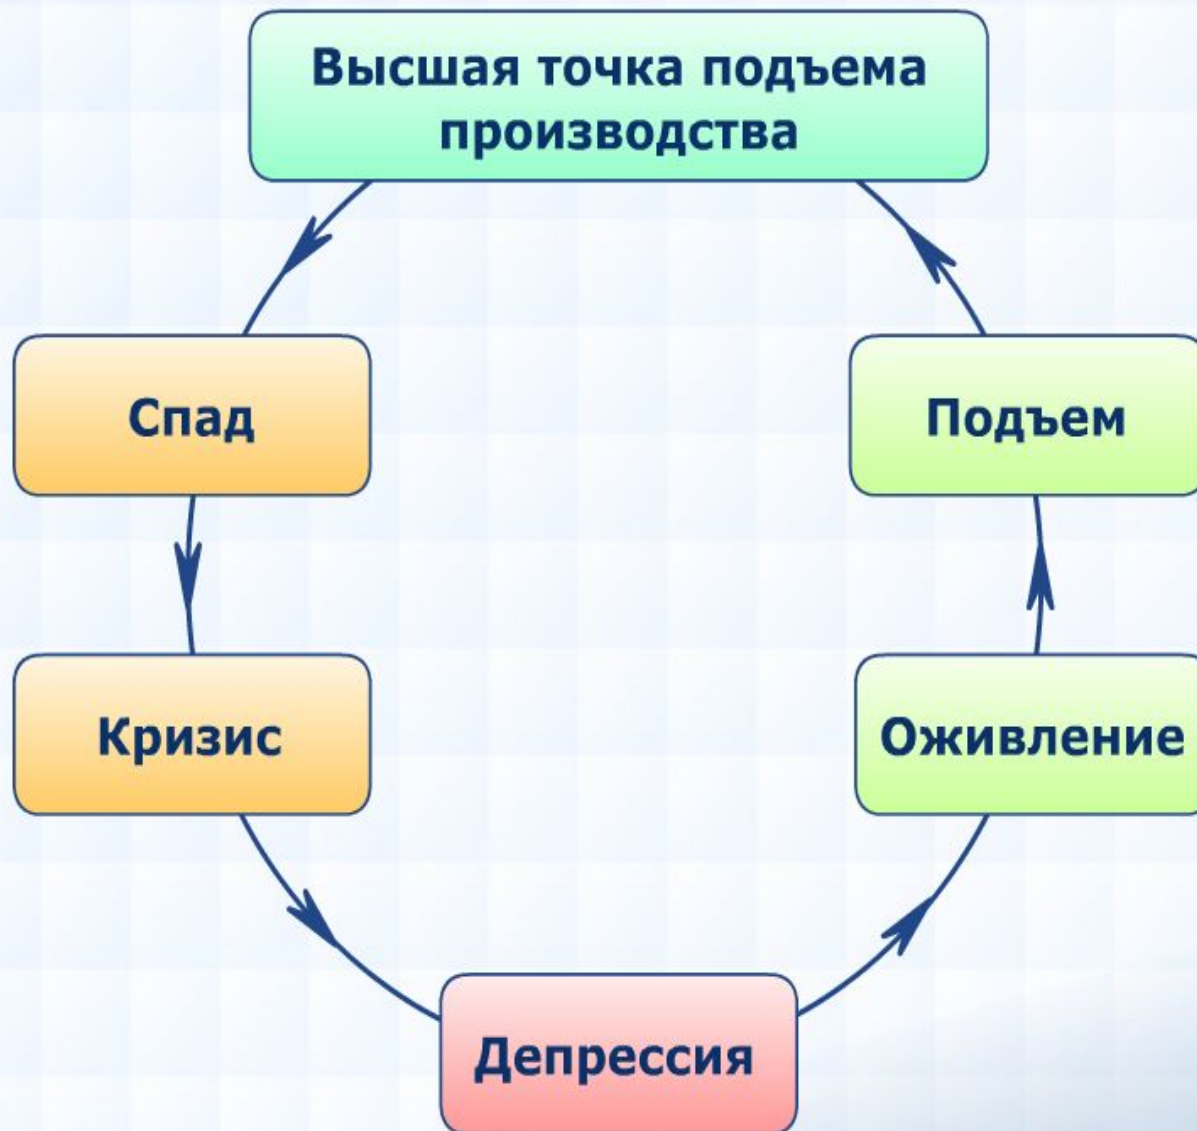 Высшая точка подъема
производства
Спад
Подъем
Кризис
Оживление
Депрессия